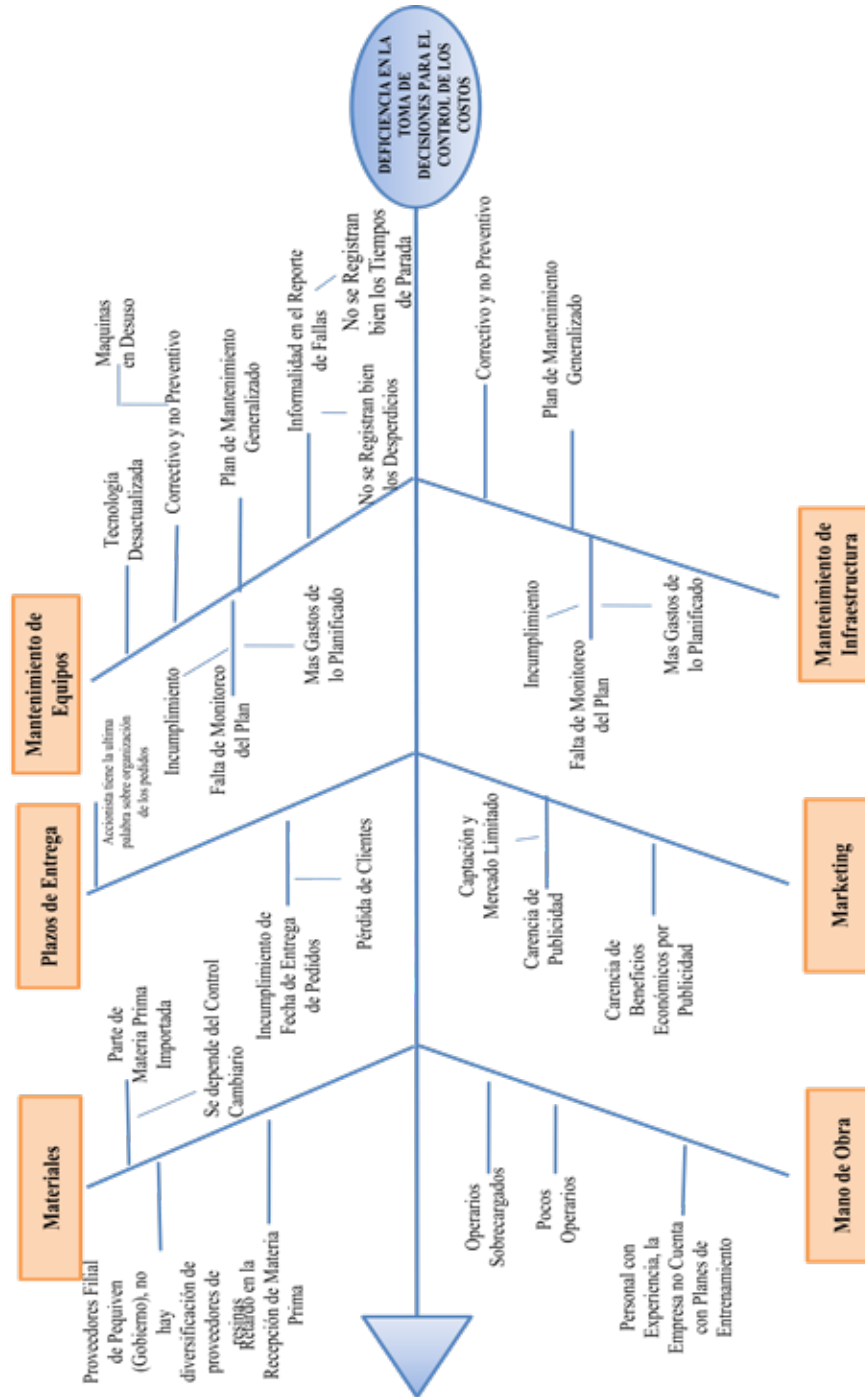 Materiales
Plazos de Entrega
Mantenimiento de
Equipos
Proveedores Filial
de Pequiven
(Gobierno), no
hay
diversificación de
proveedores de
resinas
Retardo en la
Recepción de Materia
Prima
Parte de
Materia Prima
Importada
Se depende del Control
Cambiario
Accionista tiene la ultima
palabra sobre organización
de los pedidos
Incumplimiento de
Fecha de Entrega
de Pedidos
Pérdida de Clientes
Incumplimiento
Falta de Monitoreo
del Plan
Mas Gastos de
lo Planificado
Tecnología
Desactualizada
Maquinas
en Desuso
Correctivo y no Preventivo
Plan de Mantenimiento
Generalizado
Informalidad en el Reporte
de Fallas
No se Registran bien
los Desperdicios
No se Registran
bien los Tiempos
de Parada
DEFICIENCIA EN LA
TOMA DE
DECISIONES PARA EL
CONTROL DE LOS
COSTOS
Operarios
Sobrecargados
Pocos
Operarios
Personal con
Experiencia, la
Empresa no Cuenta
con Planes de
Entrenamiento
Captación y
Mercado Limitado
Carencia de
Publicidad
Carencia de
Beneficios
Económicos por
Publicidad
Incumplimiento
Falta de Monitoreo
del Plan
Mas Gastos de
lo Planificado
Correctivo y no Preventivo
Plan de Mantenimiento
Generalizado
Mano de Obra
Marketing
Mantenimiento de
Infraestructura